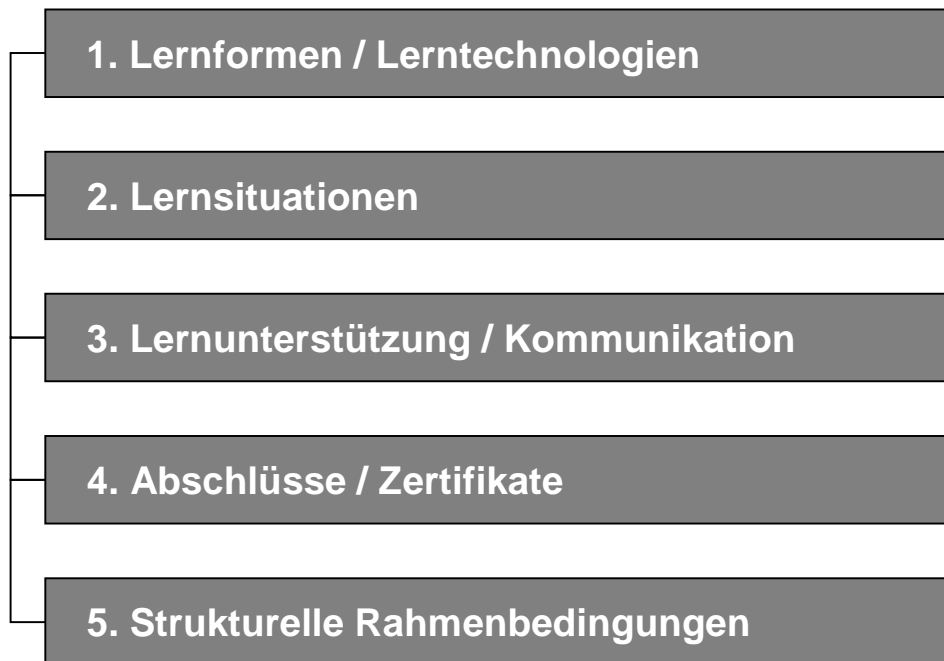 1. Lernformen / Lerntechnologien
2. Lernsituationen
3. Lernunterstützung / Kommunikation
4. Abschlüsse / Zertifikate
5. Strukturelle Rahmenbedingungen